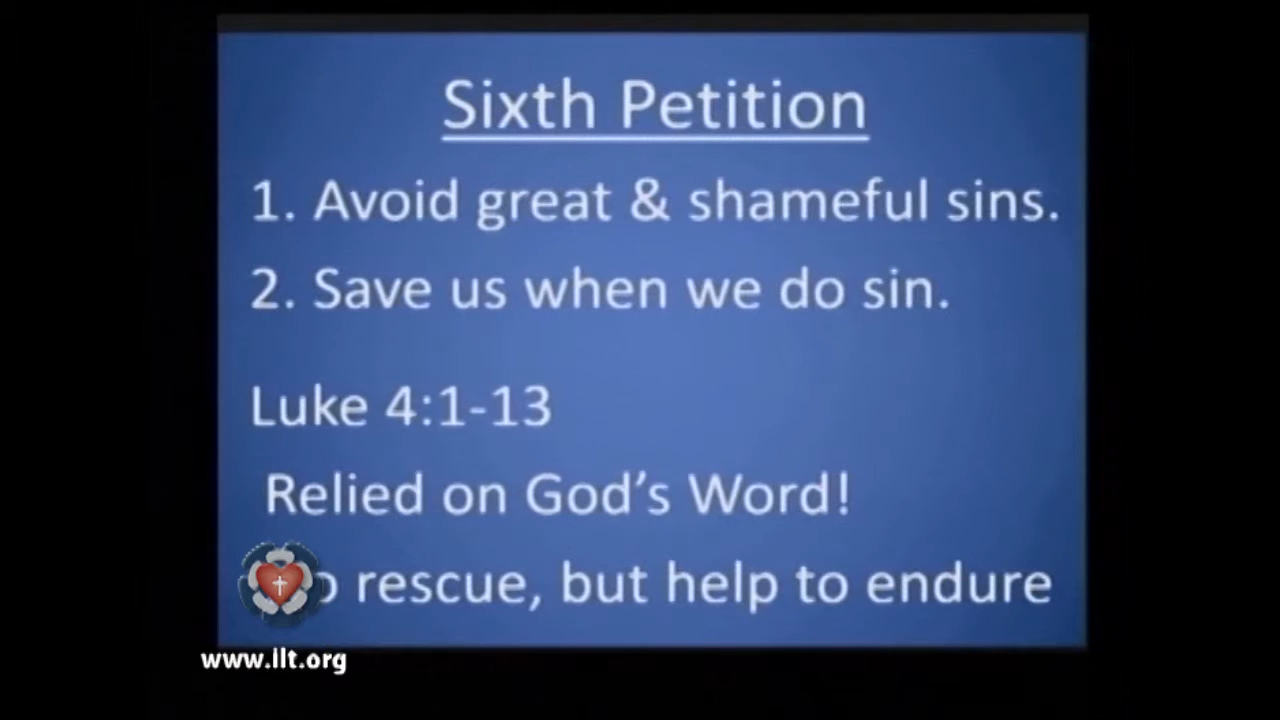 Sixth Petition
1. Avoid great & shameful sins.
2. Save us when we do sin.
Luke 4:1-13
Relied on God’s Word!
rescue, but help to endure
www.ilt.org